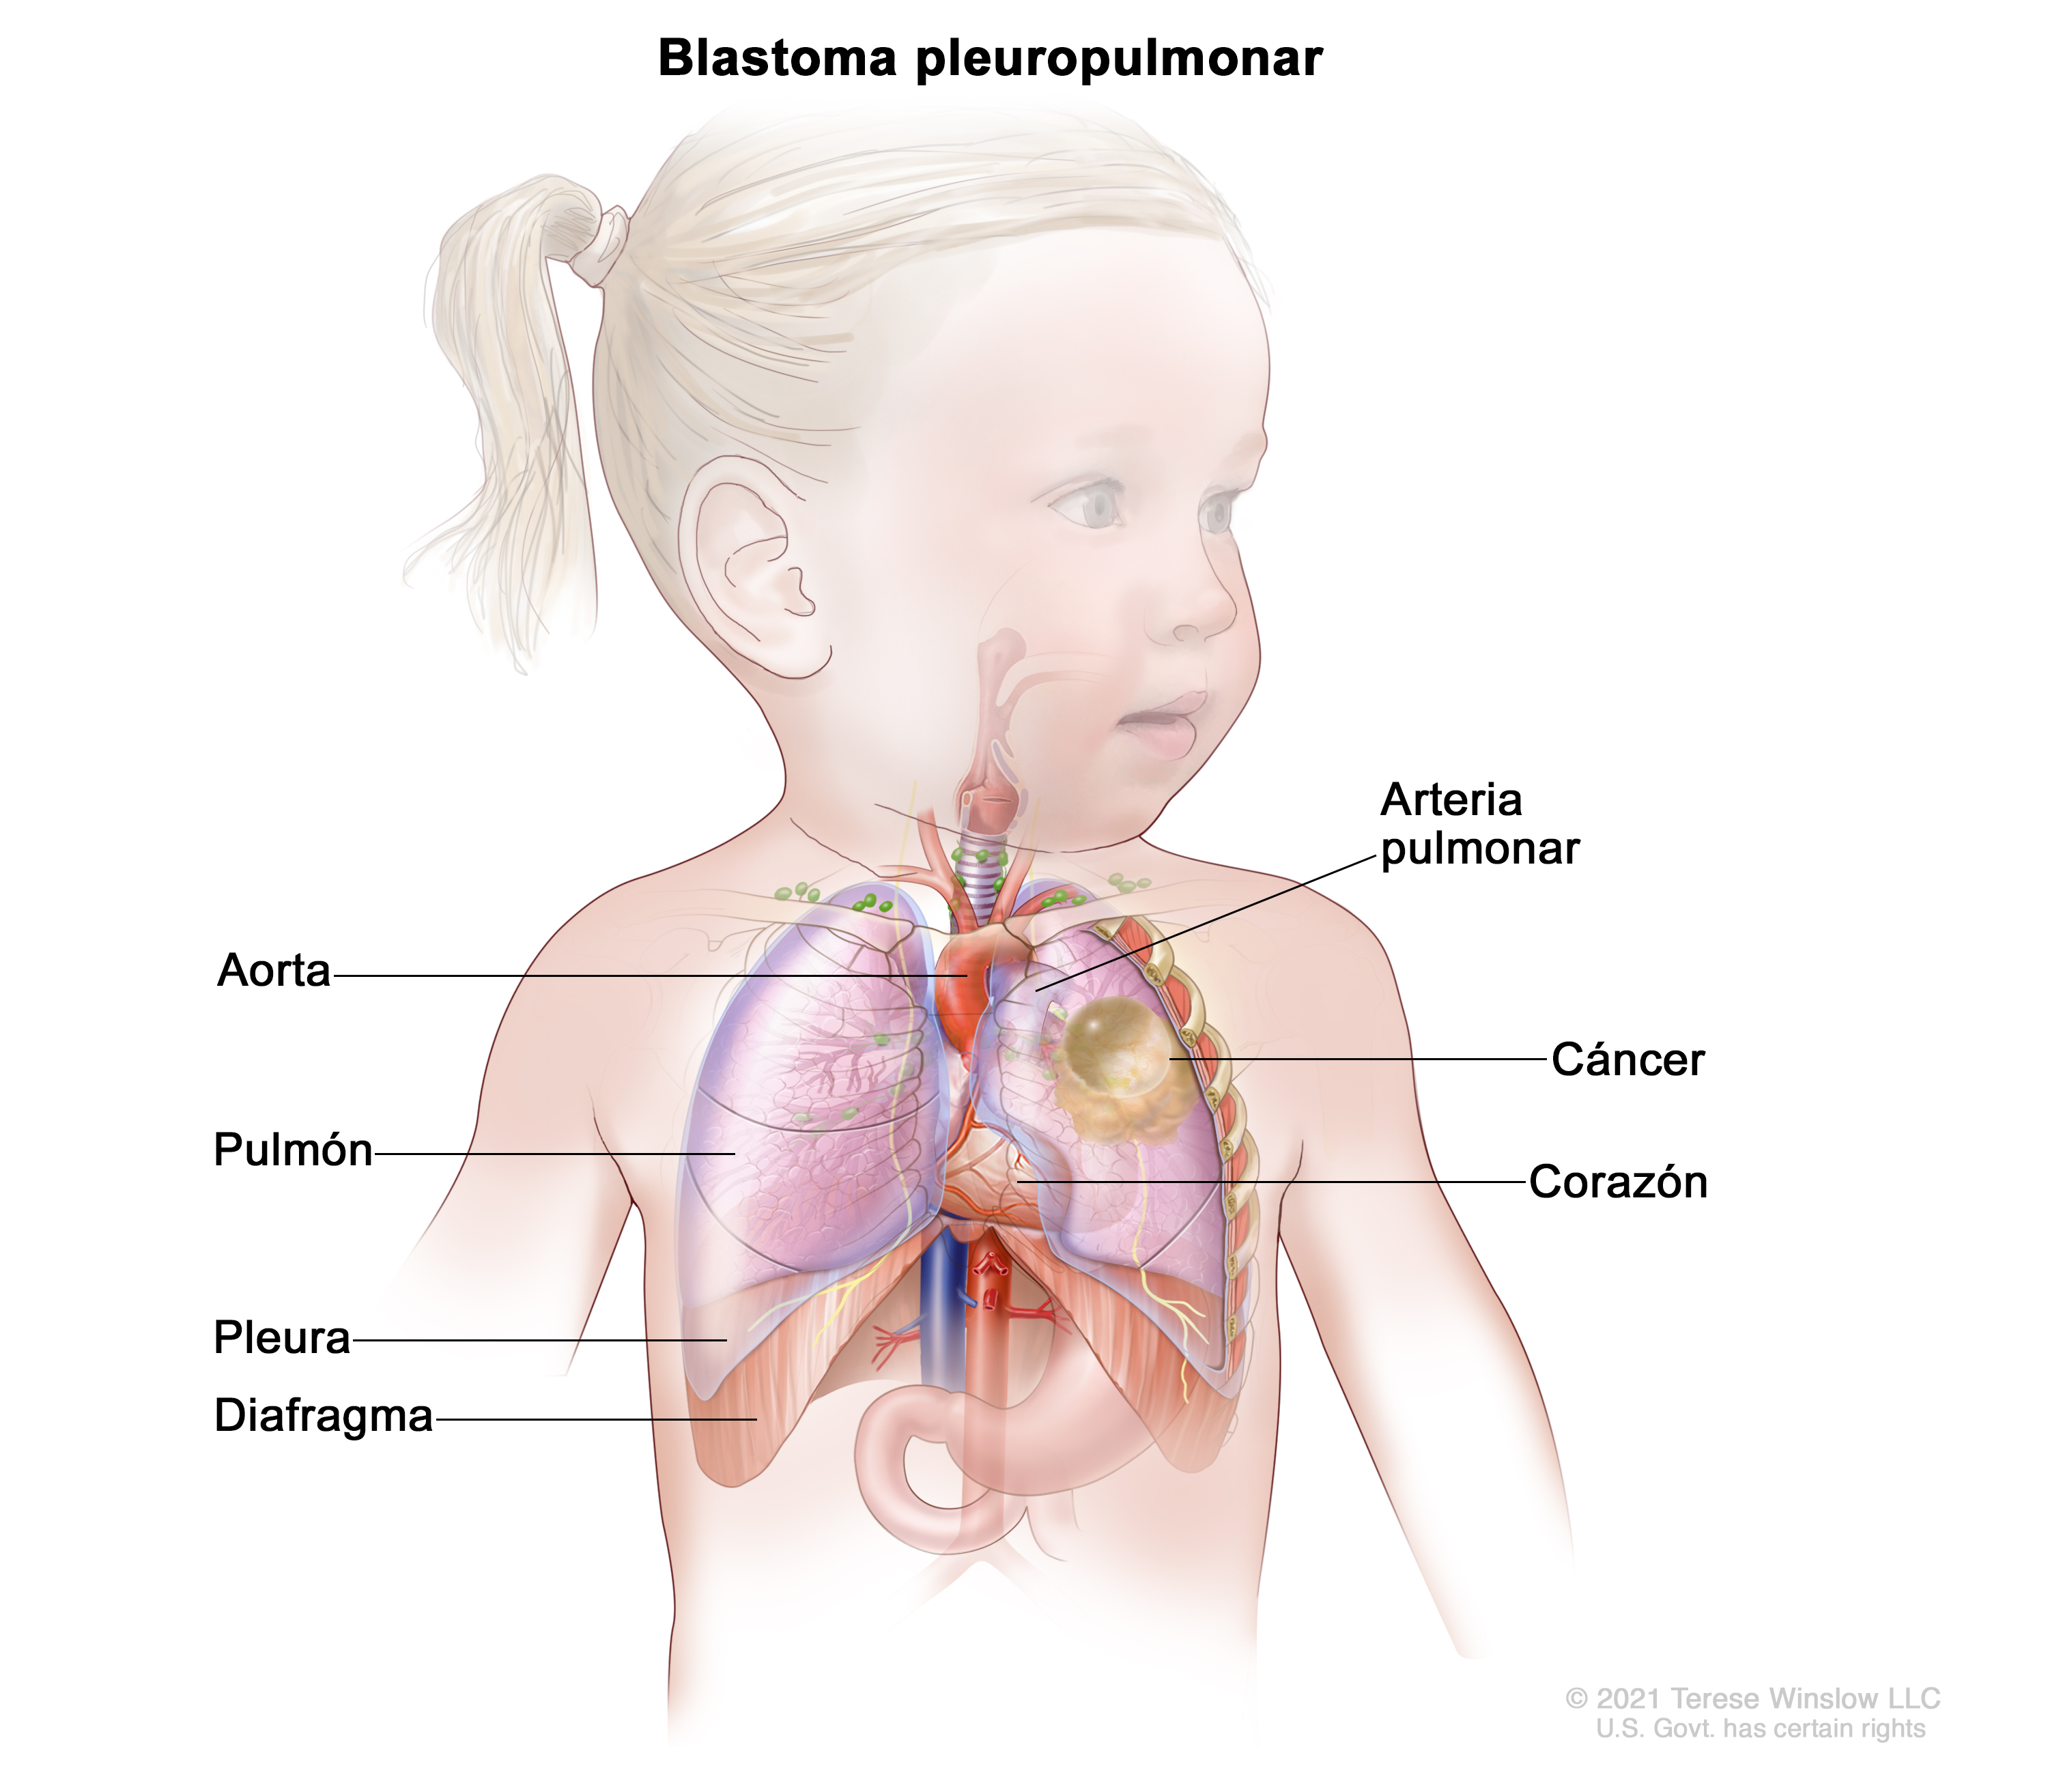 Blastoma pleuropulmonar
Arteria
pulmonar
Aorta
Cáncer
Pulmón
Corazón
Pleura
Diafragma
© 2021 Terese Winslow LLC
U.S. Govt. has certain rights